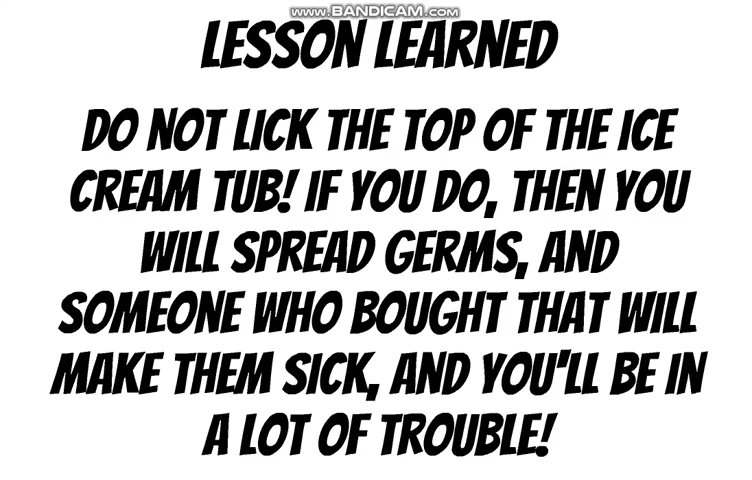 www.BANDICAM.com
LESSON LEARNED
DO NOT LICK THE TOP OF THE ICE
CREAM TUB! IF YOU DO, THEN YOU
WILL SPREAD GERMS, AND
SOMEONE WHO BOUGHT THAT WILL
MAKE THEM SICK, AND YOU'LL BE IN
A LOT OF TROUBLE!